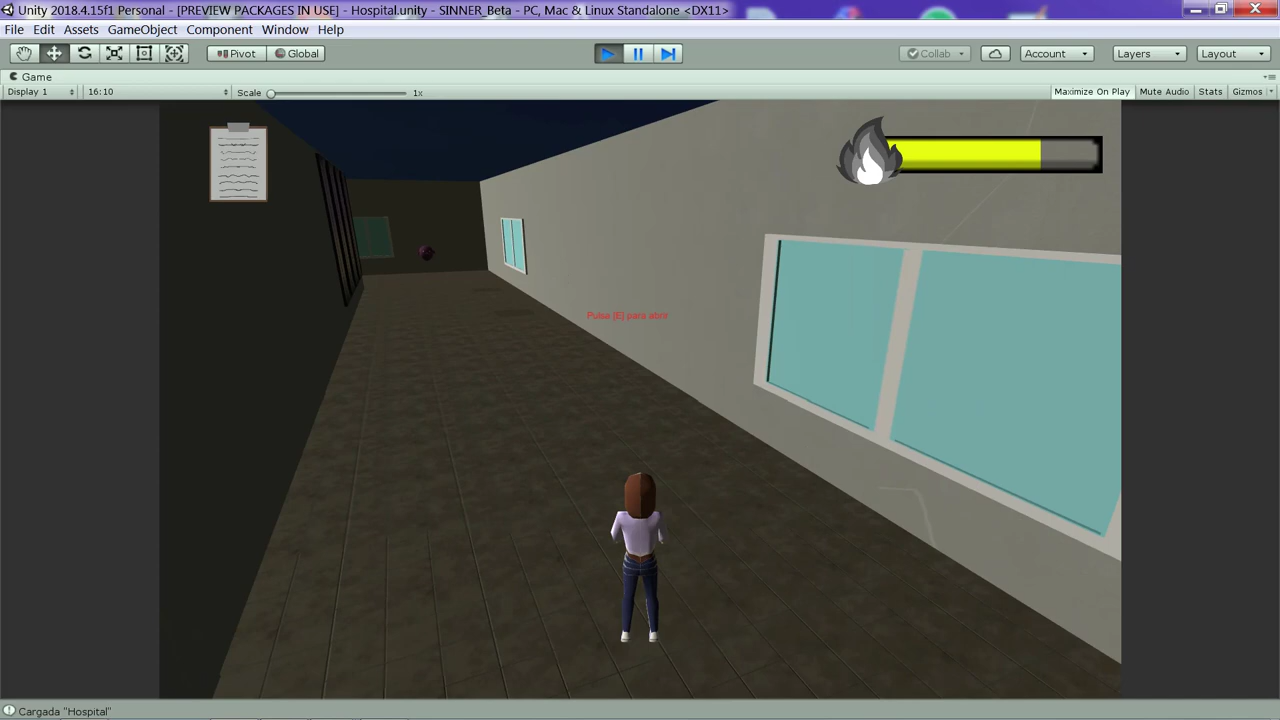 Unity 2018.4.15f1 Personal - [PREVIEW PACKAGES IN USE] - Hospital.unity - SINNER_Beta - PC, Mac & Linux Standalone <DX11>
File Edit Assets GameObject Component Window Help
Pivot Global Collab Account Layers Layout
Game
Display 1 16:10 Scale 1x Maximize On Play Mute Audio Stats Gizmos
Pulsa [E] para abrir
Cargada "Hospital"